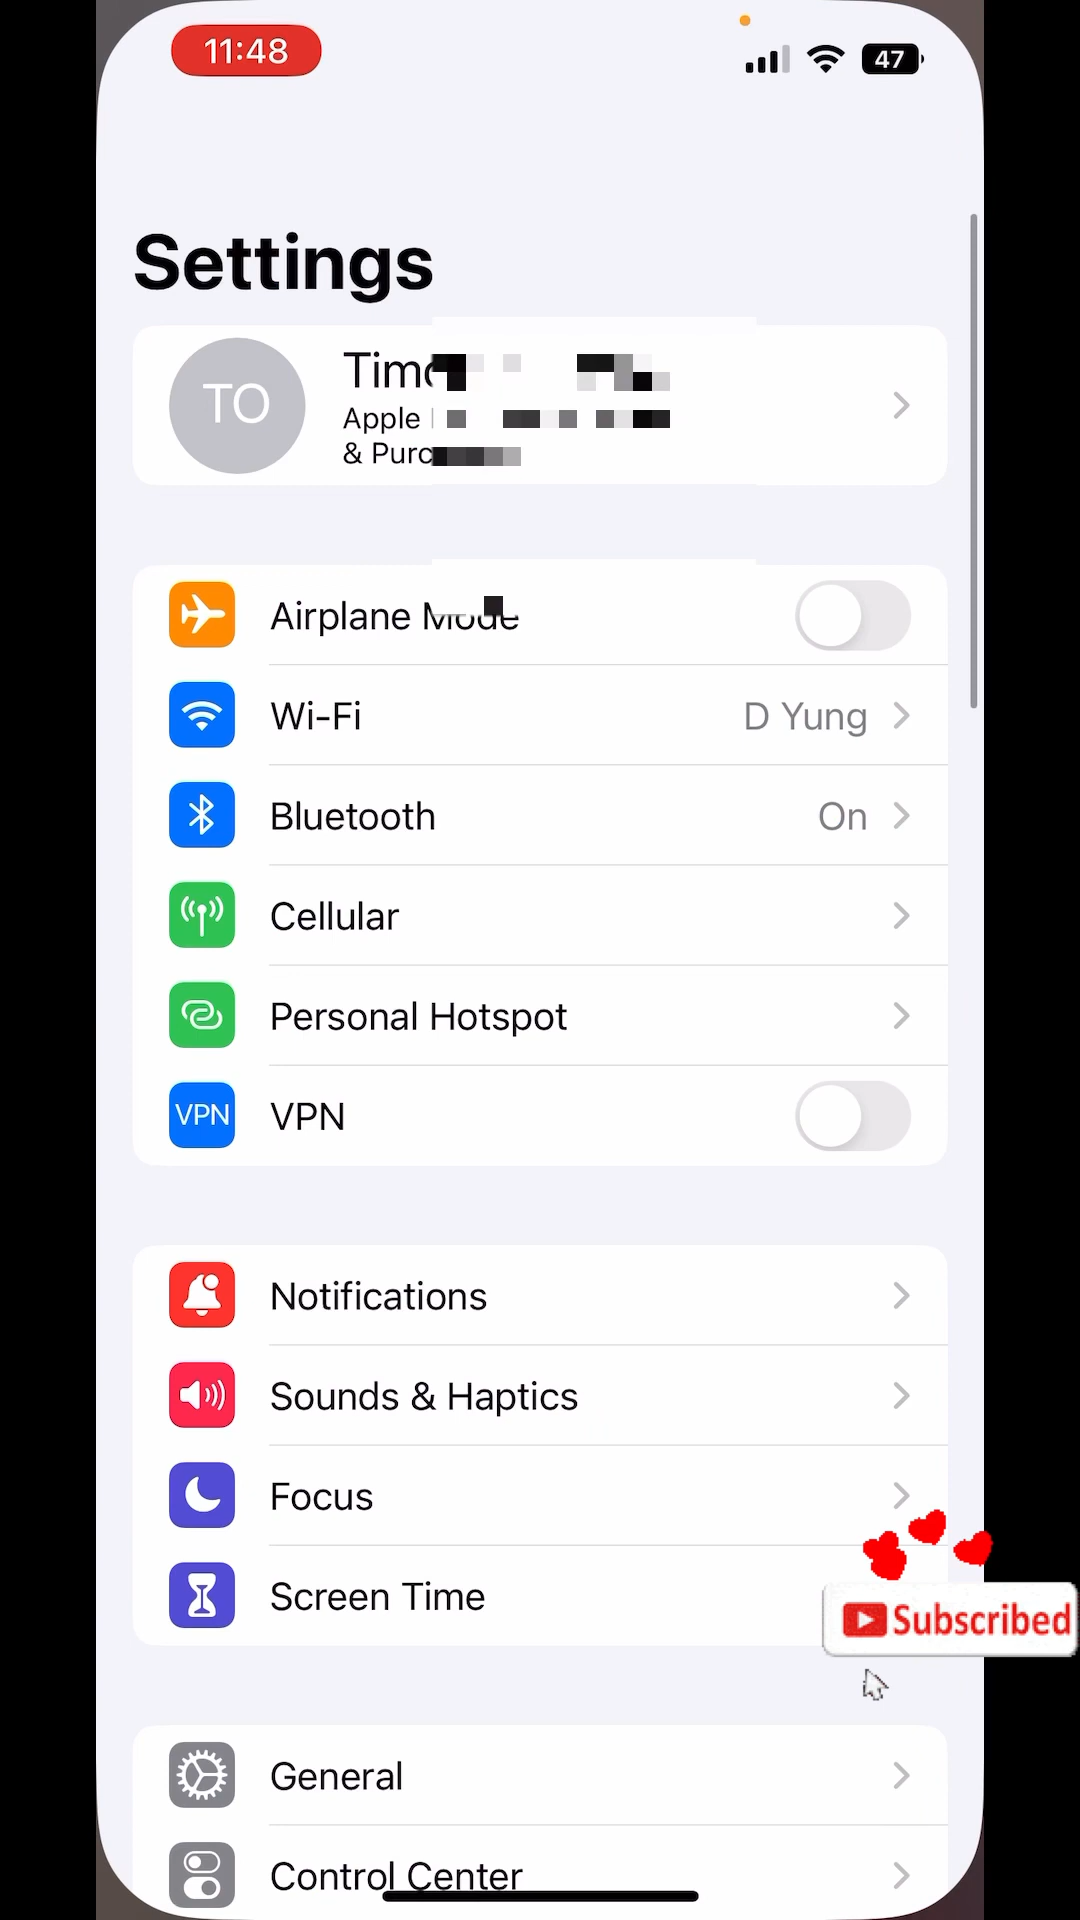 11:48
47
Settings
TO
Apple
Airplane Mode
Wi-Fi D Yung
Bluetooth On
Cellular
Personal Hotspot
VPN VPN
Notifications
Sounds & Haptics
Focus
Screen Time
Subscribed
General
Control Center